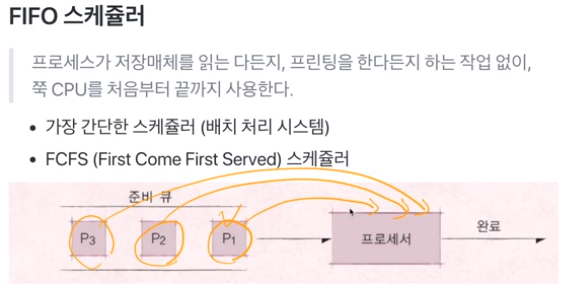 FIFO 스케쥴러
프로세스가 저장매체를 읽는 다든지, 프린팅을 한다든지 하는 작업 없이,
쭉 CPU를 처음부터 끝까지 사용한다.
• 가장 간단한 스케쥴러 (배치 처리 시스템)
• FCFS (First Come First Served) 스케쥴러
준비 큐
P3 P2 P1 프로세서 완료